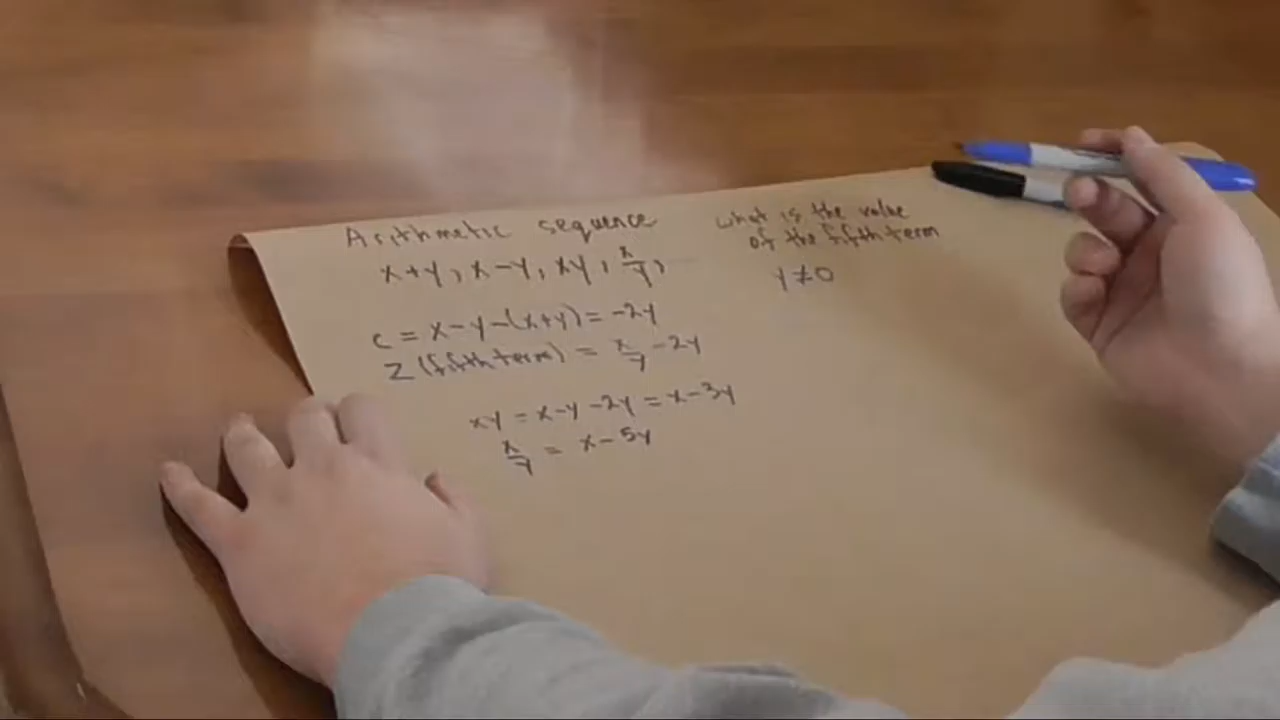 Arithmetic sequence
x+y, x-y, xy, x/y,
c = x-y-(x+y) = -2y
Z (fifth term) = x/y -2y
xy = x-y-2y = x-3y
x/y = x-5y
what is the value
of the fifth term
y≠0